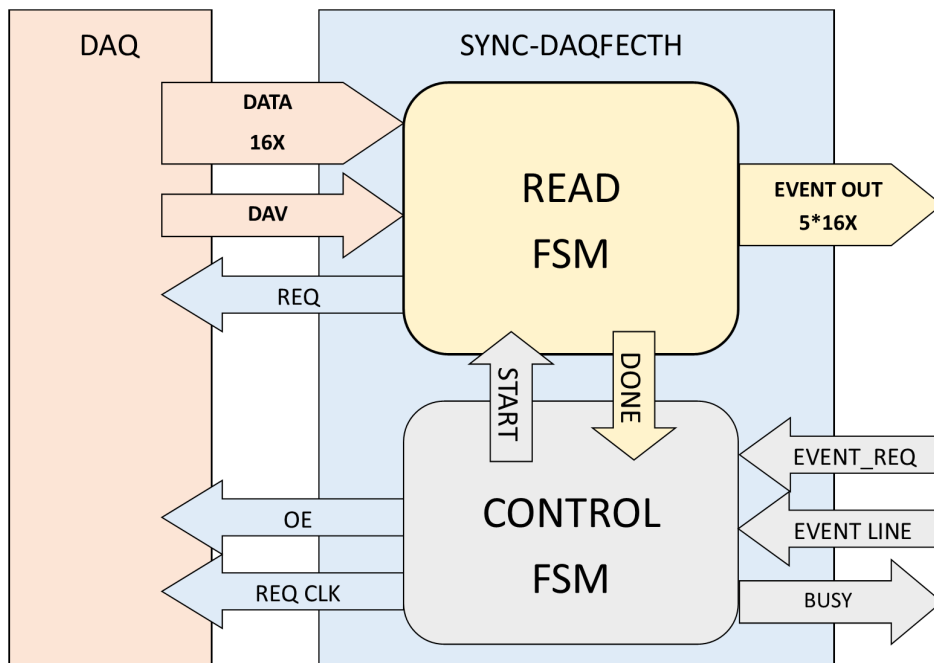 DAQ
SYNC-DAQFECTH
DATA
16X
DAV
REQ
READ
FSM
EVENT OUT
5*16X
START
DONE
EVENT_REQ
EVENT LINE
BUSY
CONTROL
FSM
OE
REQ CLK